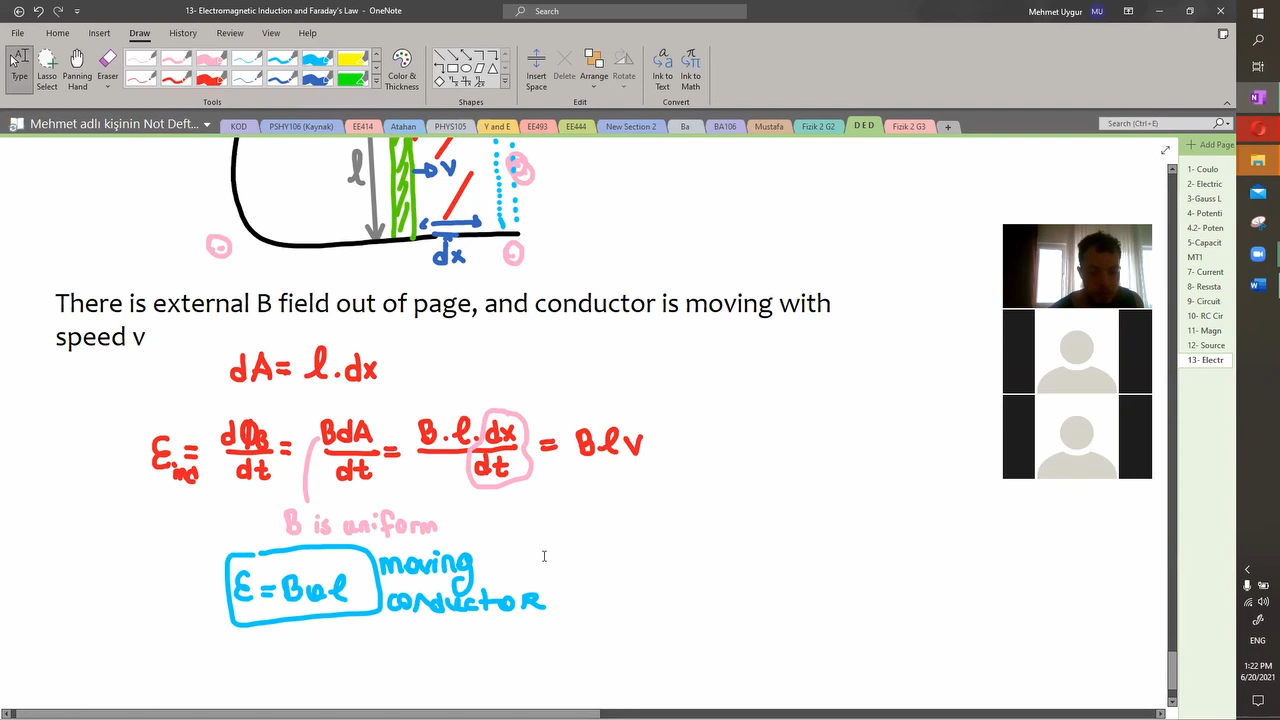 13- Electromagnetic Induction and Faraday's Law - OneNote
Search
Mehmet Uygur
MU
File
Home
Insert
Draw
History
Review
View
Help
Type
Lasso Select
Panning Hand
Eraser
Color & Thickness
Insert Space
Delete
Arrange
Rotate
Ink to Text
Ink to Math
Tools
Shapes
Edit
Convert
Mehmet adlı kişinin Not Deft...
KOD
PSHY106 (Kaynak)
EE414
Atahan
PHYS105
Y and E
EE493
EE444
New Section 2
Ba
BA106
Mustafa
Fizik 2 G2
D E D
Fizik 2 G3
+
Search (Ctrl+E)
Add Page
1- Coulo
2- Electric
3-Gauss L
4- Potenti
4.2- Poten
5-Capacit
MT1
7- Current
8- Resista
9- Circuit
10- RC Cir
11- Magn
12- Source
13- Electr
l
v
dx
There is external B field out of page, and conductor is moving with
speed v
dA = l . dx
Ɛind = dΦB/dt = BdA/dt = B . l . dx/dt = B l v
B is uniform
Ɛ = B v l moving
conductor
ENG
1:22 PM
6/20/2021